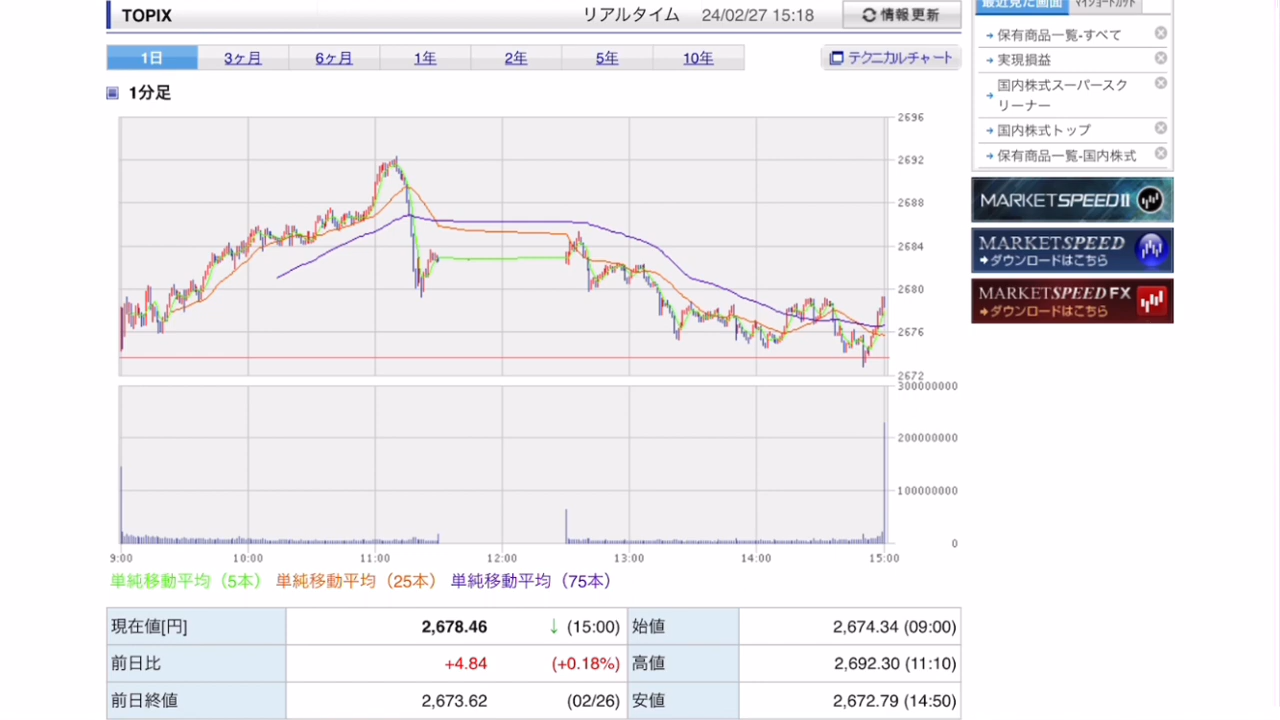 TOPIX リアルタイム 24/02/27 15:18 情報更新
1日 3ヶ月 6ヶ月 1年 2年 5年 10年 テクニカルチャート
1分足
2696
2692
2688
2684
2680
2676
2672
300000000
200000000
100000000
0
9:00 10:00 11:00 12:00 13:00 14:00 15:00
単純移動平均（5本） 単純移動平均（25本） 単純移動平均（75本）
現在値[円] 2,678.46 ↓ (15:00) 始値 2,674.34 (09:00)
前日比 +4.84 (+0.18%) 高値 2,692.30 (11:10)
前日終値 2,673.62 (02/26) 安値 2,672.79 (14:50)
最近見た画面 マイショートカット
保有商品一覧-すべて
実現損益
国内株式スーパースク
リーナー
国内株式トップ
保有商品一覧-国内株式
MARKETSPEED II
MARKETSPEED
ダウンロードはこちら
MARKETSPEED FX
ダウンロードはこちら